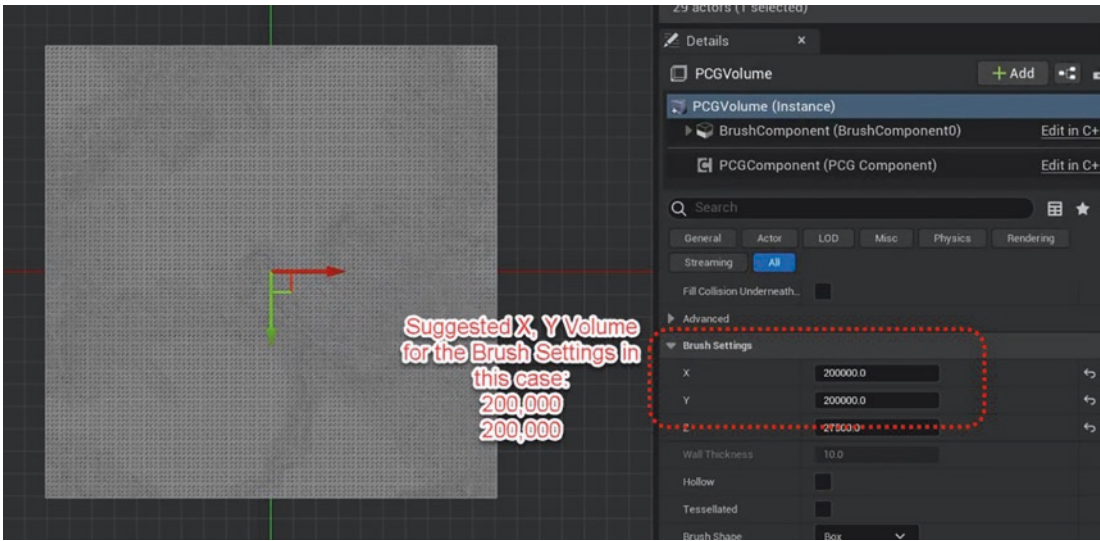 29 actors (1 selected)
Details
PCGVolume
Add
PCGVolume (Instance)
BrushComponent (BrushComponent0)
Edit in C+
PCGComponent (PCG Component)
Edit in C+
Search
General Actor LOD Misc Physics Rendering
Streaming All
Fill Collision Underneath...
Advanced
Brush Settings
X 200000.0
Y 200000.0
Z
Wall Thickness 10.0
Hollow
Tessellated
Brush Shape Box
Suggested X, Y Volume
for the Brush Settings in
this case:
200,000
200,000